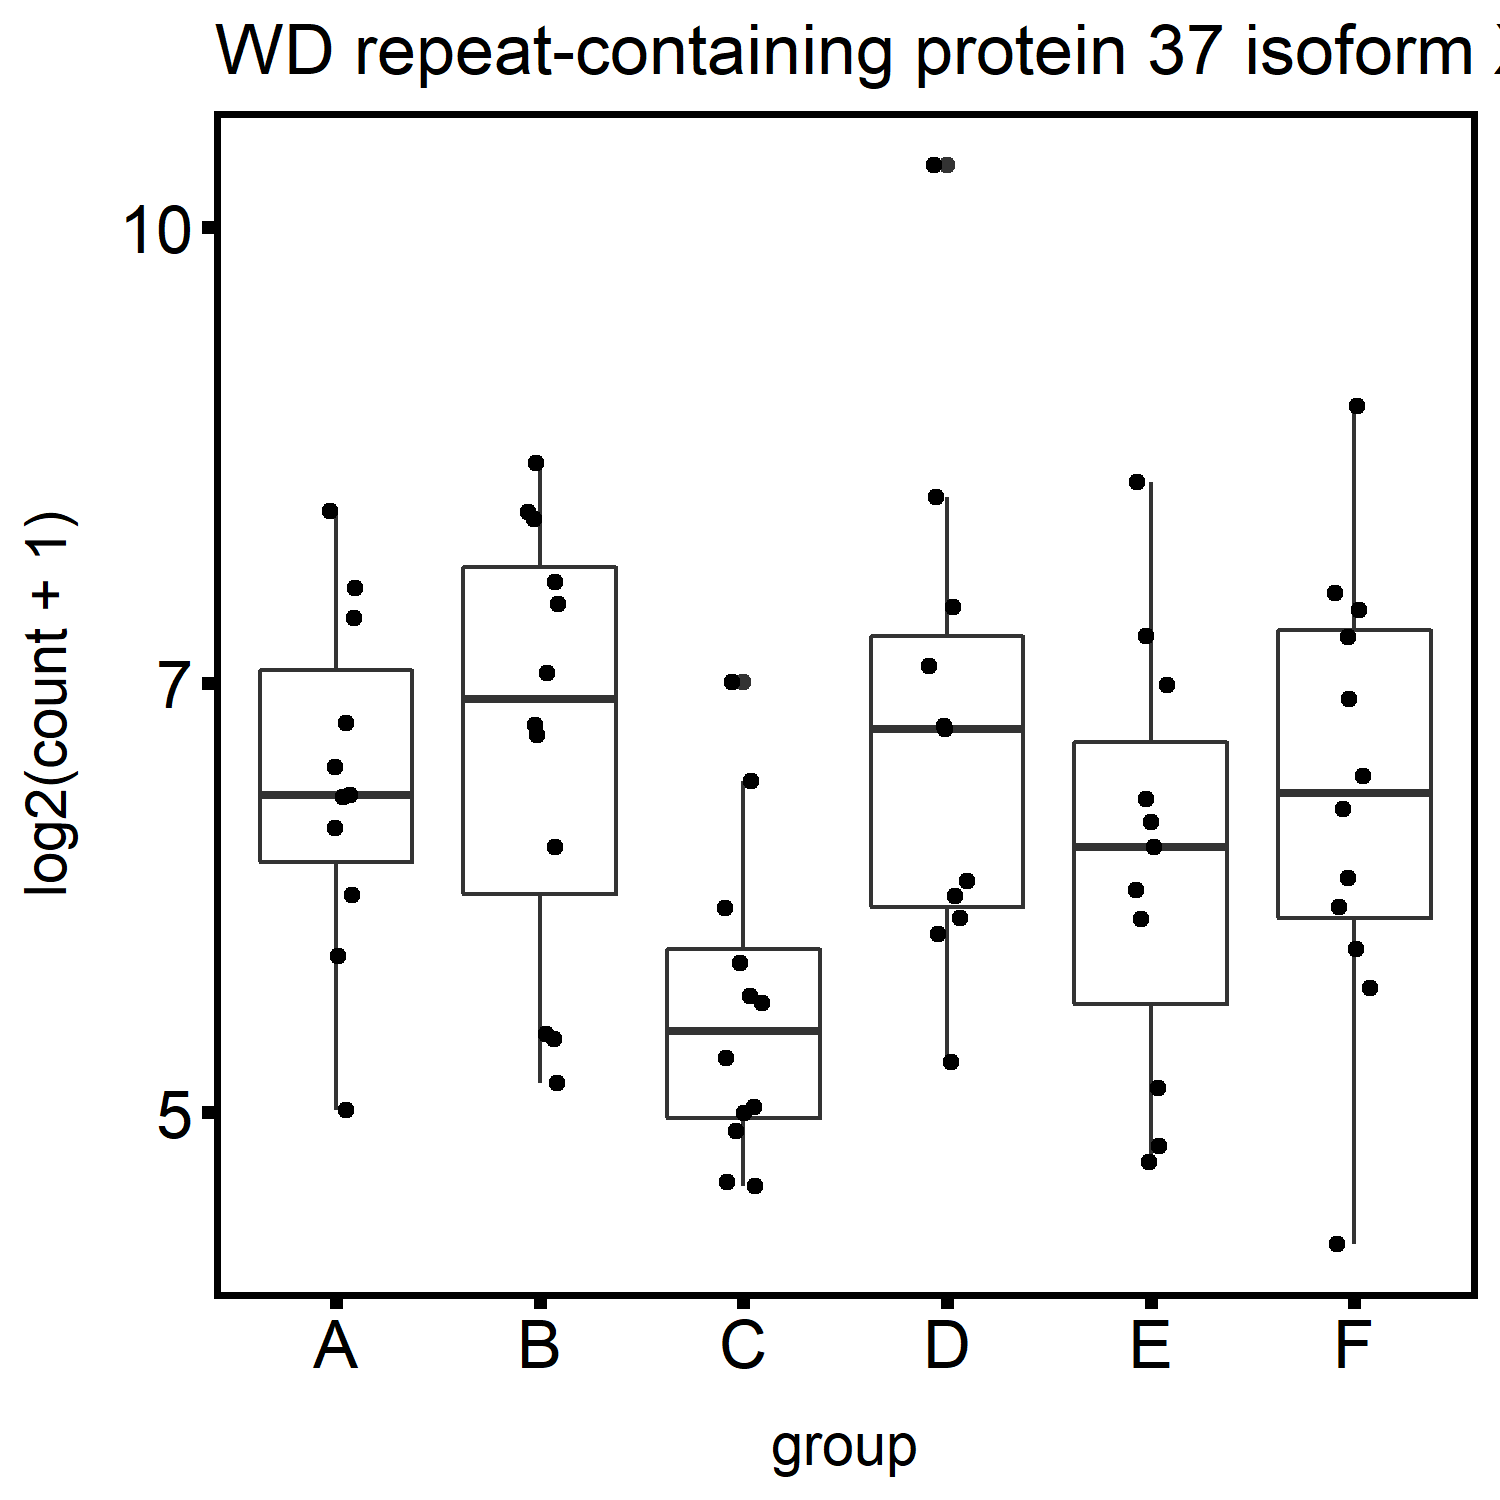 WD repeat-containing protein 37 isoform
log2(count + 1)
10
7
5
A B C D E F
group